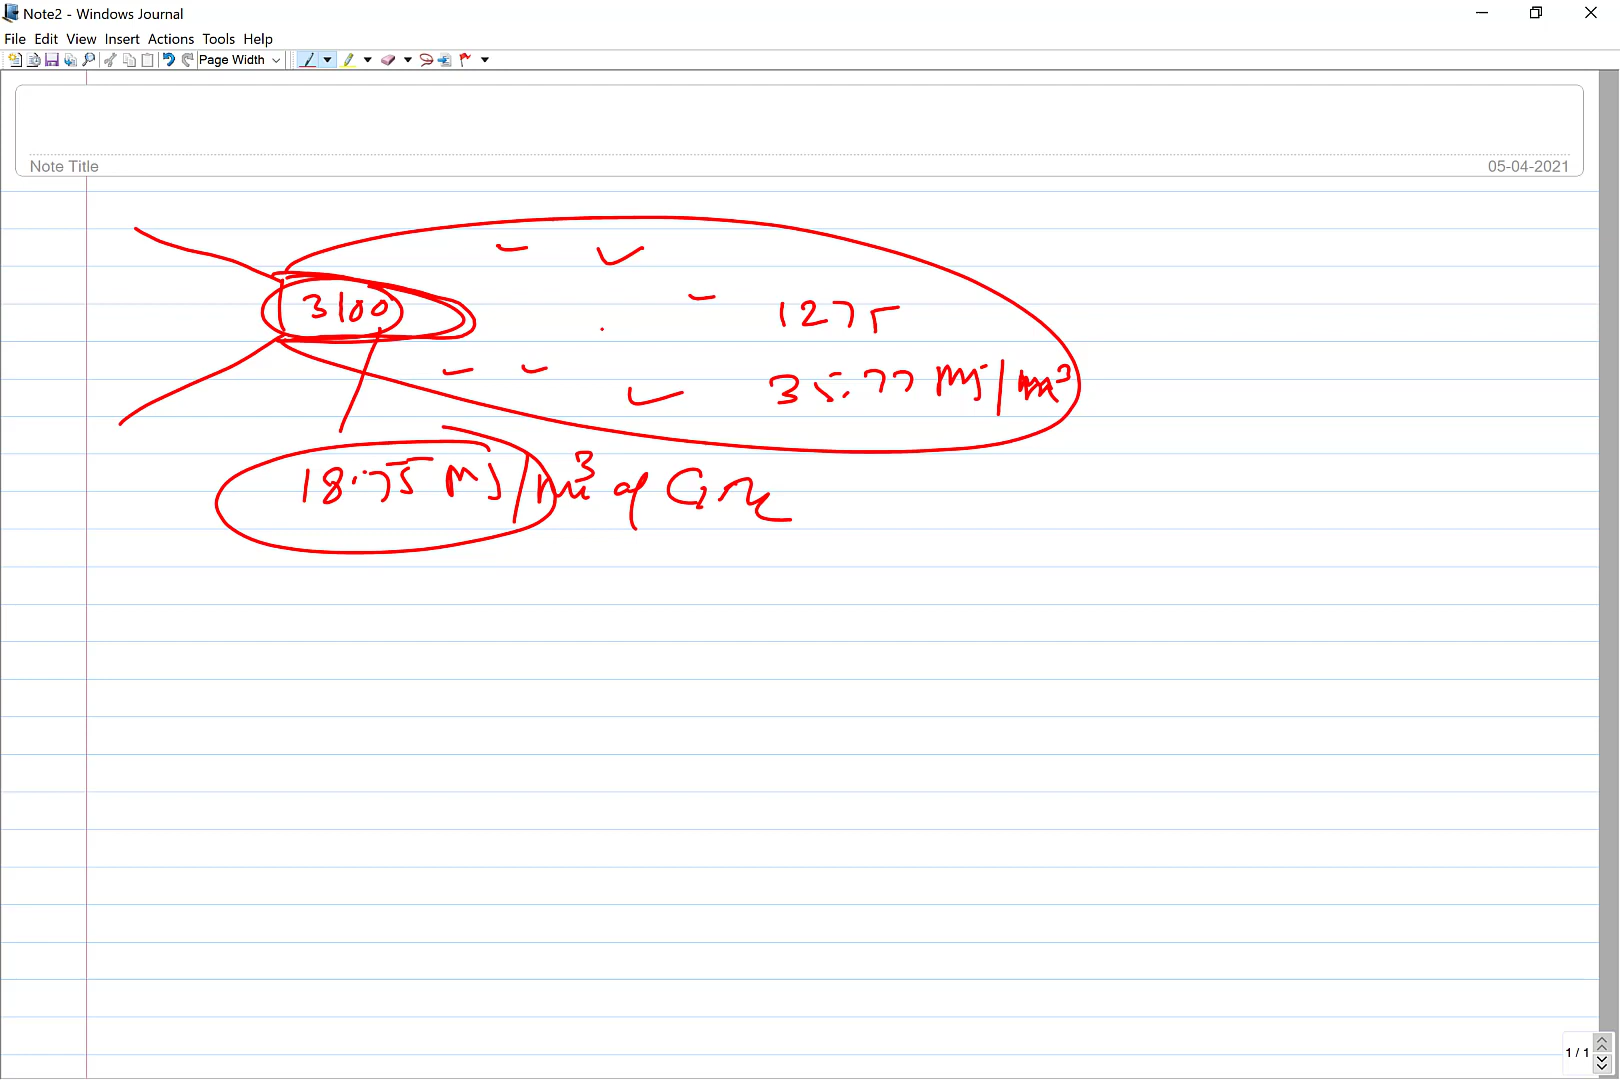 Note2 - Windows Journal
File Edit View Insert Actions Tools Help
Page Width
Note Title
05-04-2021
3100
1275
35.77 MJ/m³
18.75 MJ/m³ of
1 / 1